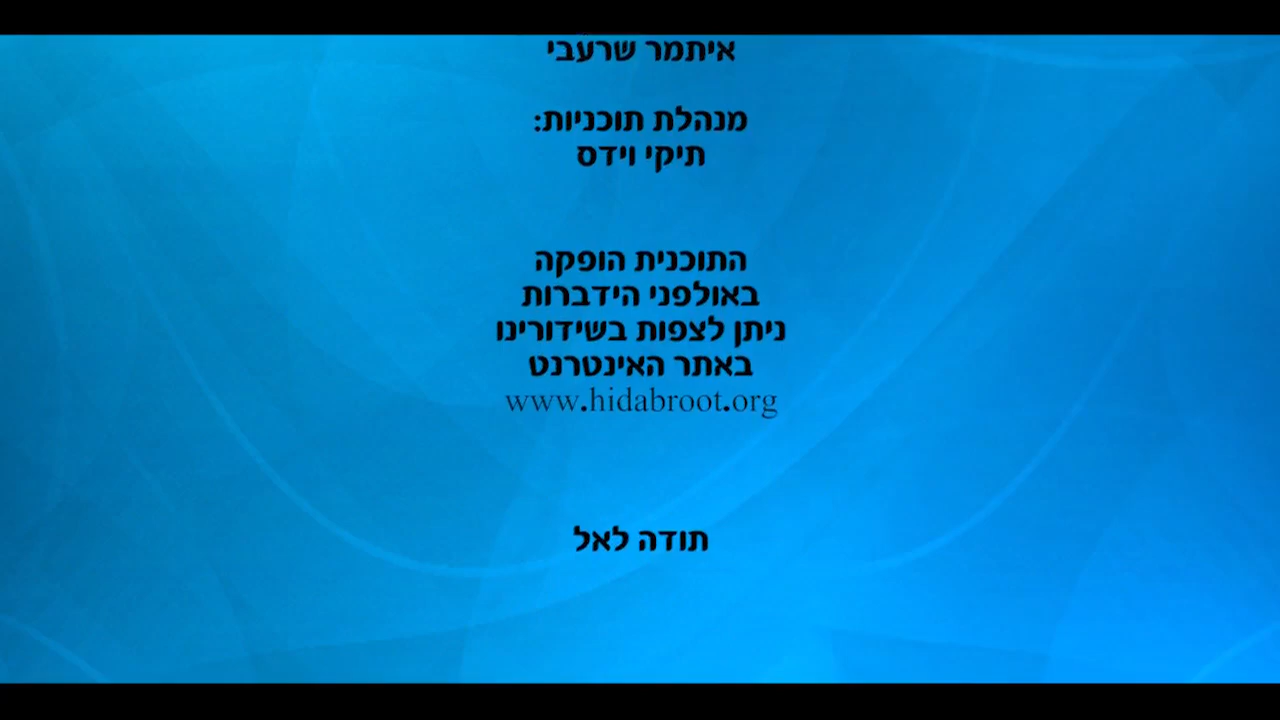 איתמר שרעבי
מנהלת תוכניות:
תיקי וידס
התוכנית הופקה
באולפני הידברות
ניתן לצפות בשידורינו
באתר האינטרנט
www.hidabroot.org
תודה לאל